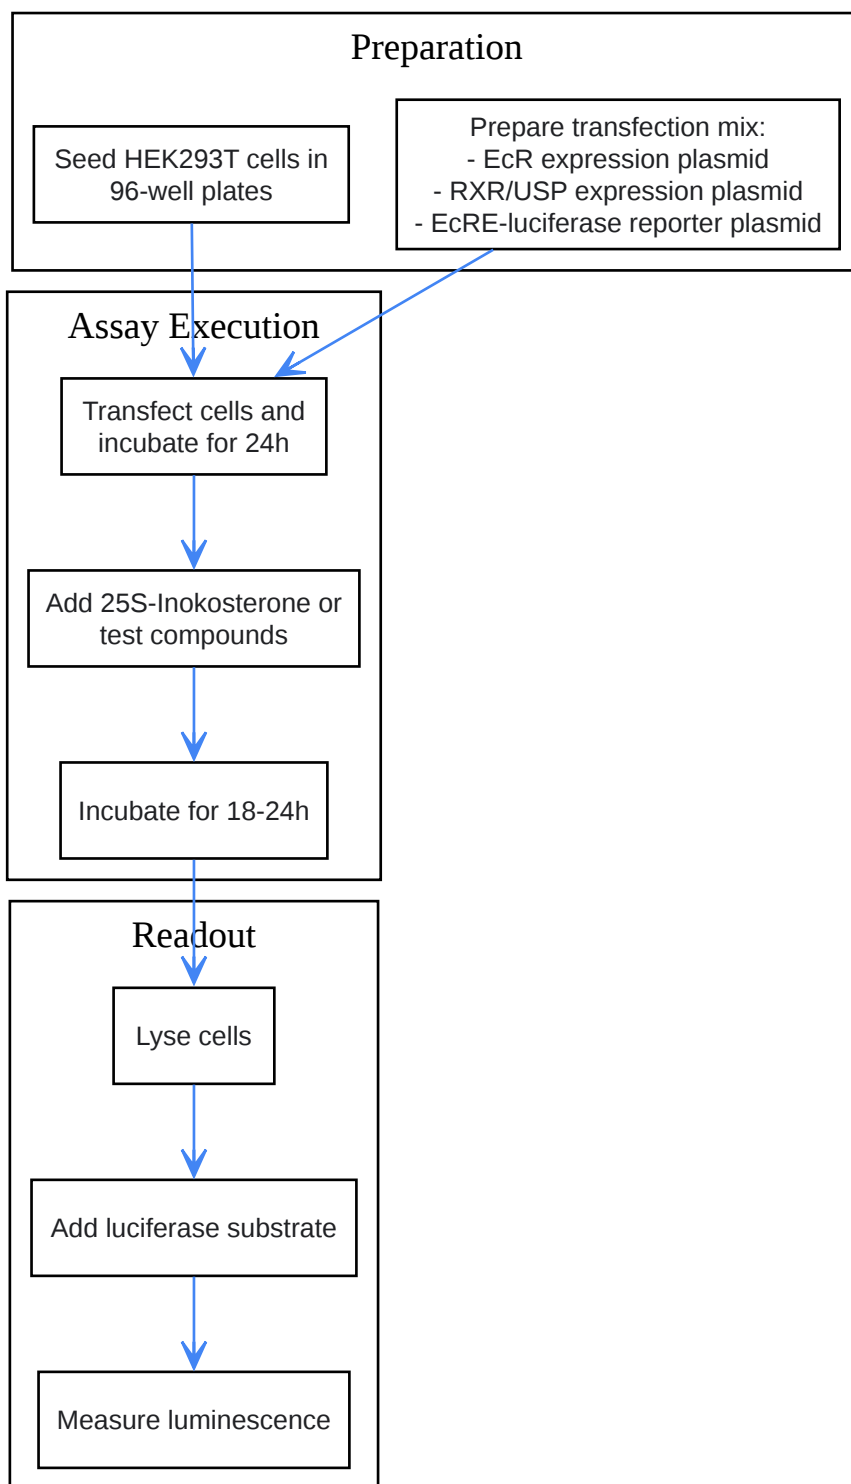 Preparation
Seed HEK293T cells in
96-well plates
Prepare transfection mix:
- EcR expression plasmid
- RXR/USP expression plasmid
- EcRE-luciferase reporter plasmid
Assay Execution
Transfect cells and
incubate for 24h
Add 25S-Inokosterone or
test compounds
Incubate for 18-24h
Readout
Lyse cells
Add luciferase substrate
Measure luminescence